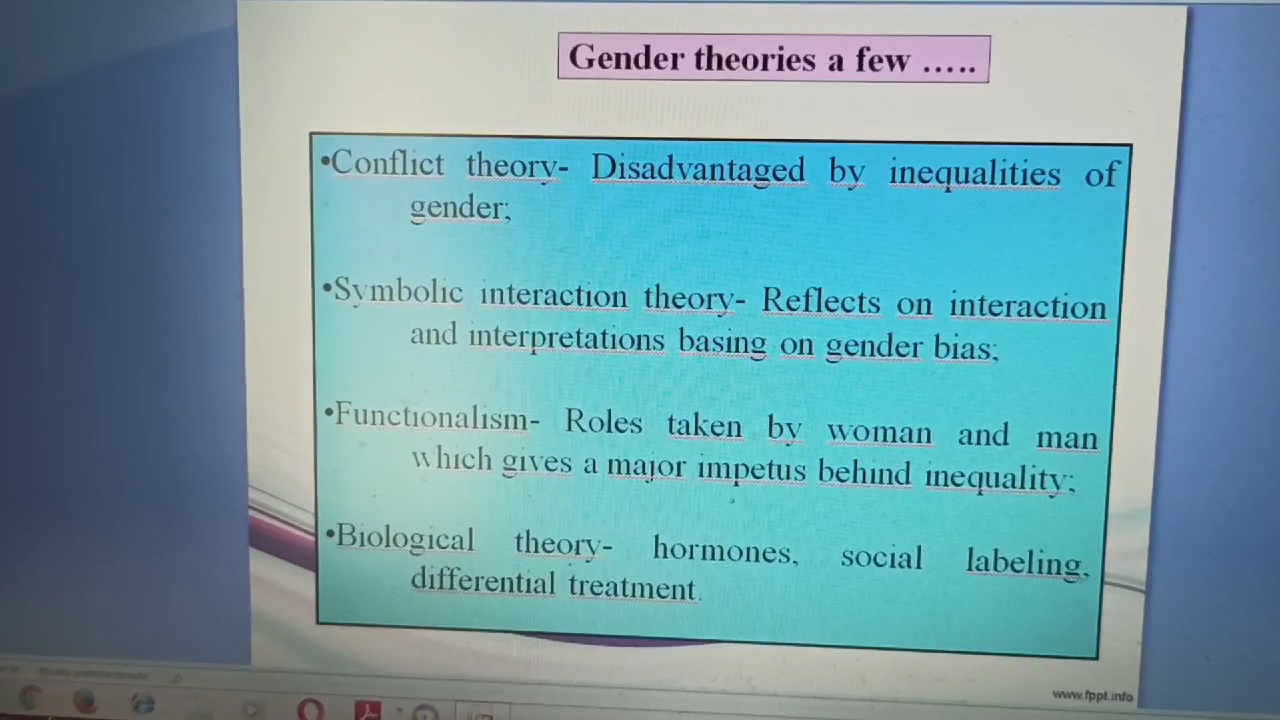 Gender theories a few .....
•Conflict theory- Disadvantaged by inequalities of
gender;
•Symbolic interaction theory- Reflects on interaction
and interpretations basing on gender bias;
•Functionalism- Roles taken by woman and man
which gives a major impetus behind inequality;
•Biological theory- hormones, social labeling,
differential treatment.
www.fppt.info